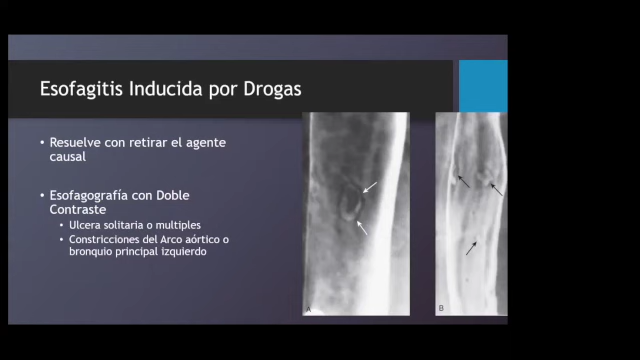 Esofagitis Inducida por Drogas
• Resuelve con retirar el agente
causal
• Esofagografía con Doble
Contraste
• Ulcera solitaria o multiples
• Constricciones del Arco aórtico o
bronquio principal izquierdo
A
B